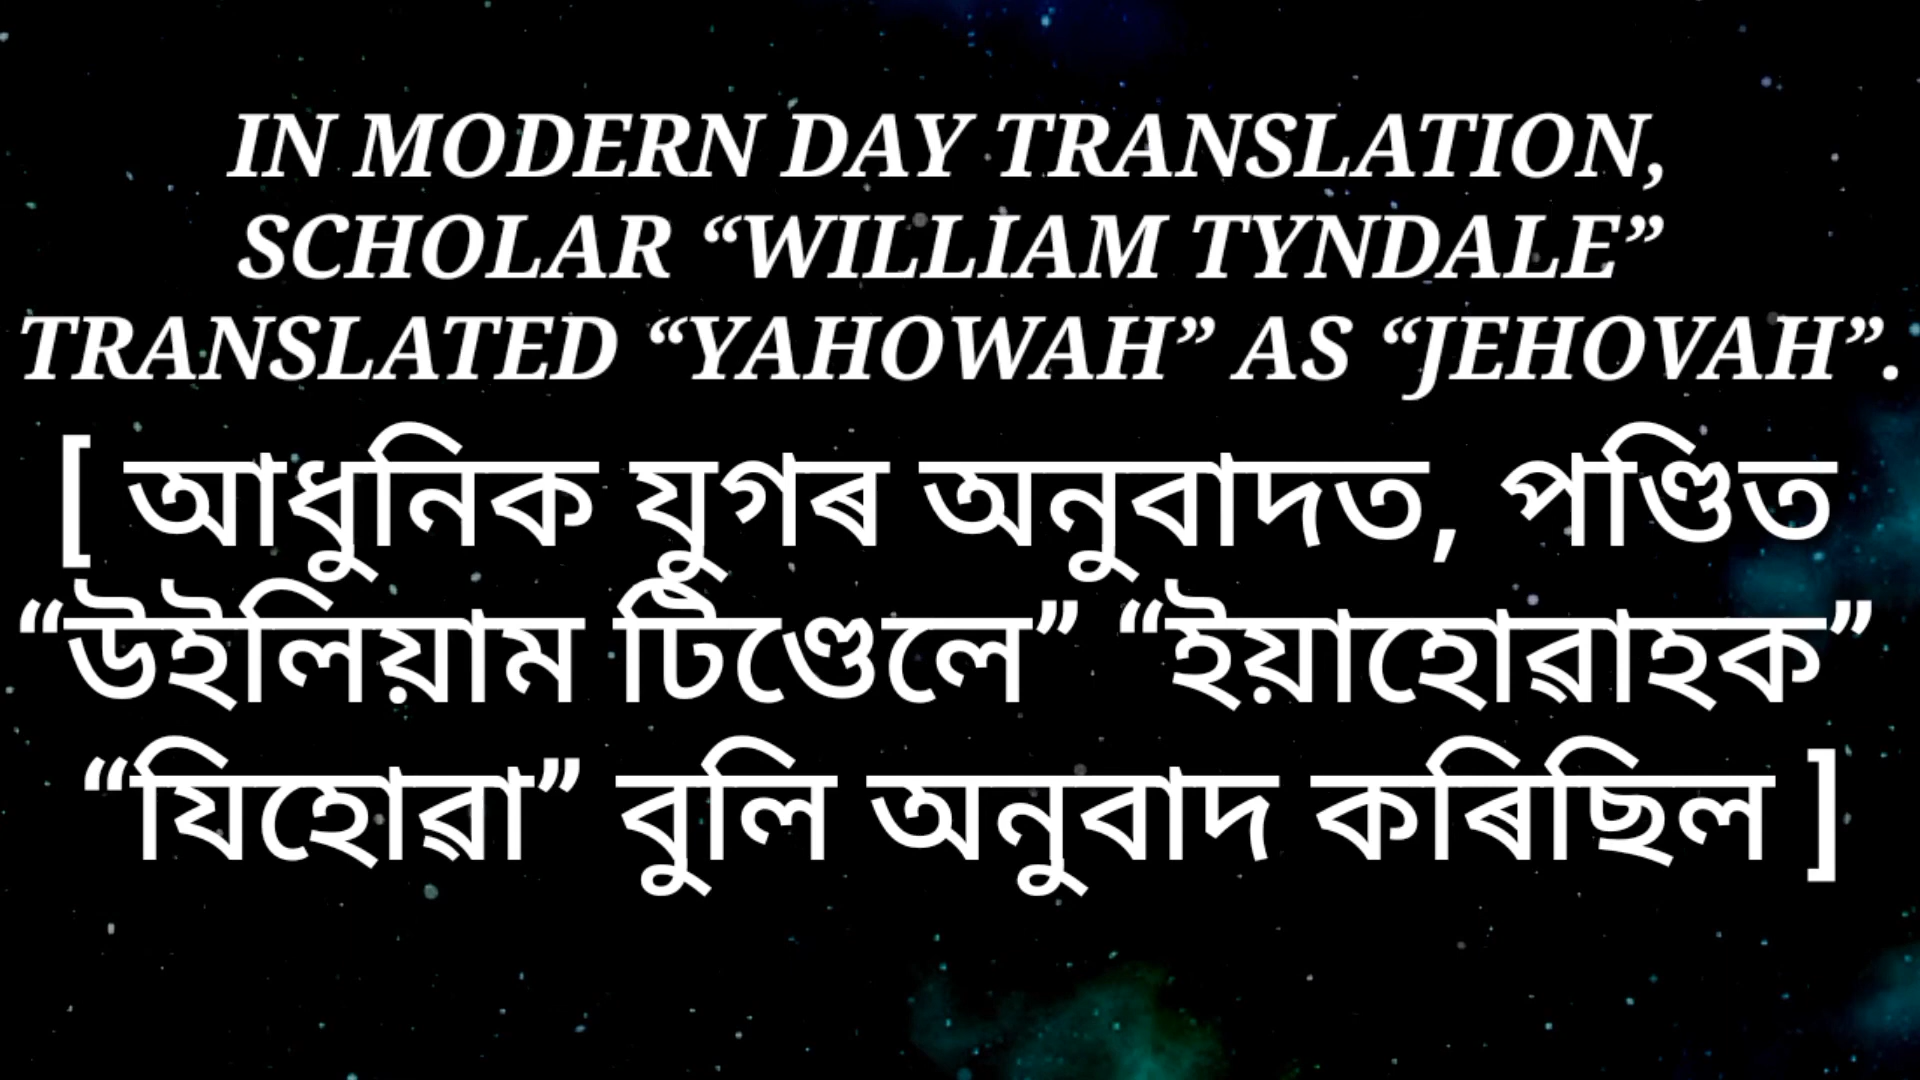 IN MODERN DAY TRANSLATION,
SCHOLAR “WILLIAM TYNDALE”
TRANSLATED “YAHOWAH” AS “JEHOVAH”.
[ আধুনিক যুগৰ অনুবাদত, পণ্ডিত
“উইলিয়াম টিণ্ডেলে” “ইয়াহোৱাহক”
“যিহোৱা” বুলি অনুবাদ কৰিছিল ]